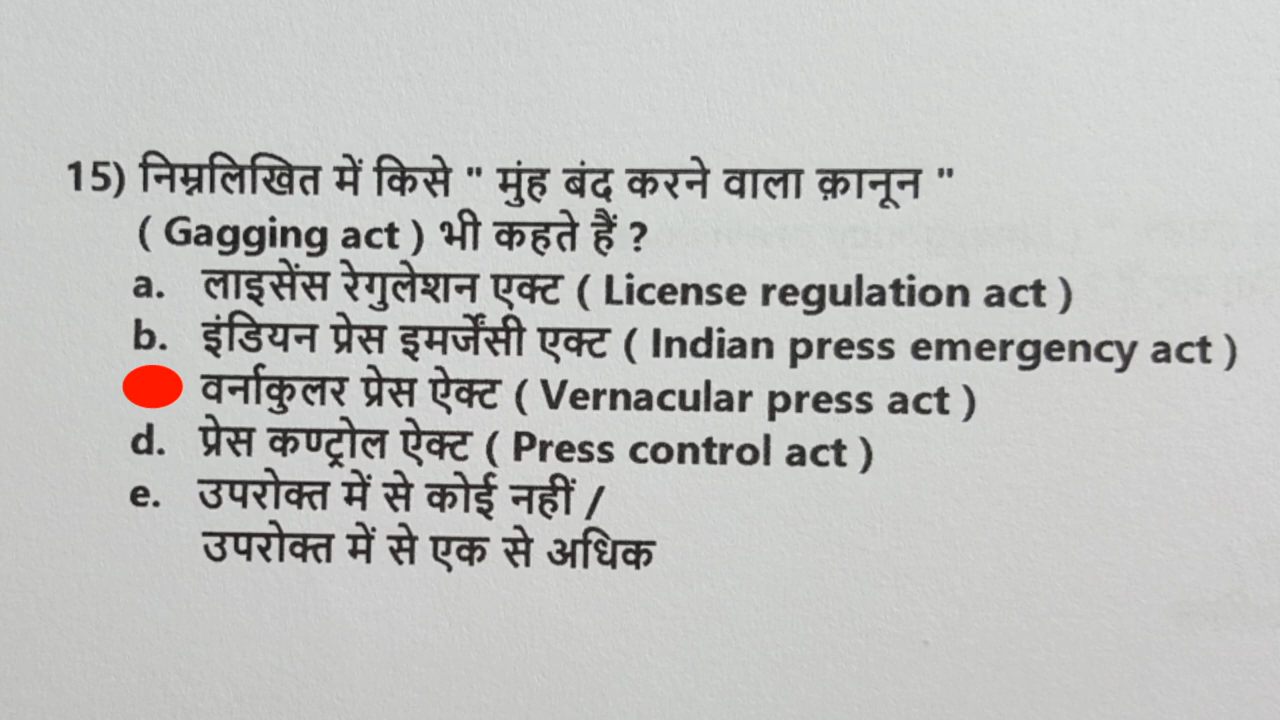 15) निम्नलिखित में किसे " मुंह बंद करने वाला क़ानून "
( Gagging act ) भी कहते हैं ?
a. लाइसेंस रेगुलेशन एक्ट ( License regulation act )
b. इंडियन प्रेस इमर्जेंसी एक्ट ( Indian press emergency act )
वर्नाकुलर प्रेस ऐक्ट ( Vernacular press act )
d. प्रेस कण्ट्रोल ऐक्ट ( Press control act )
e. उपरोक्त में से कोई नहीं /
उपरोक्त में से एक से अधिक